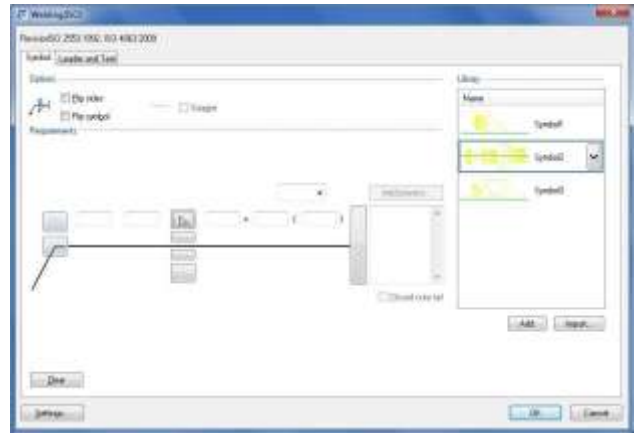 Welding(ISO)
Revision ISO 2553:1992, ISO 4063:2009
Symbol
Leader and Text
Options
Flip sides
Flip symbol
Stagger
Requirements
Closed note tail
Library
Name
Symbol1
Symbol2
Symbol3
Add
Import...
Clear
Settings...
OK
Cancel